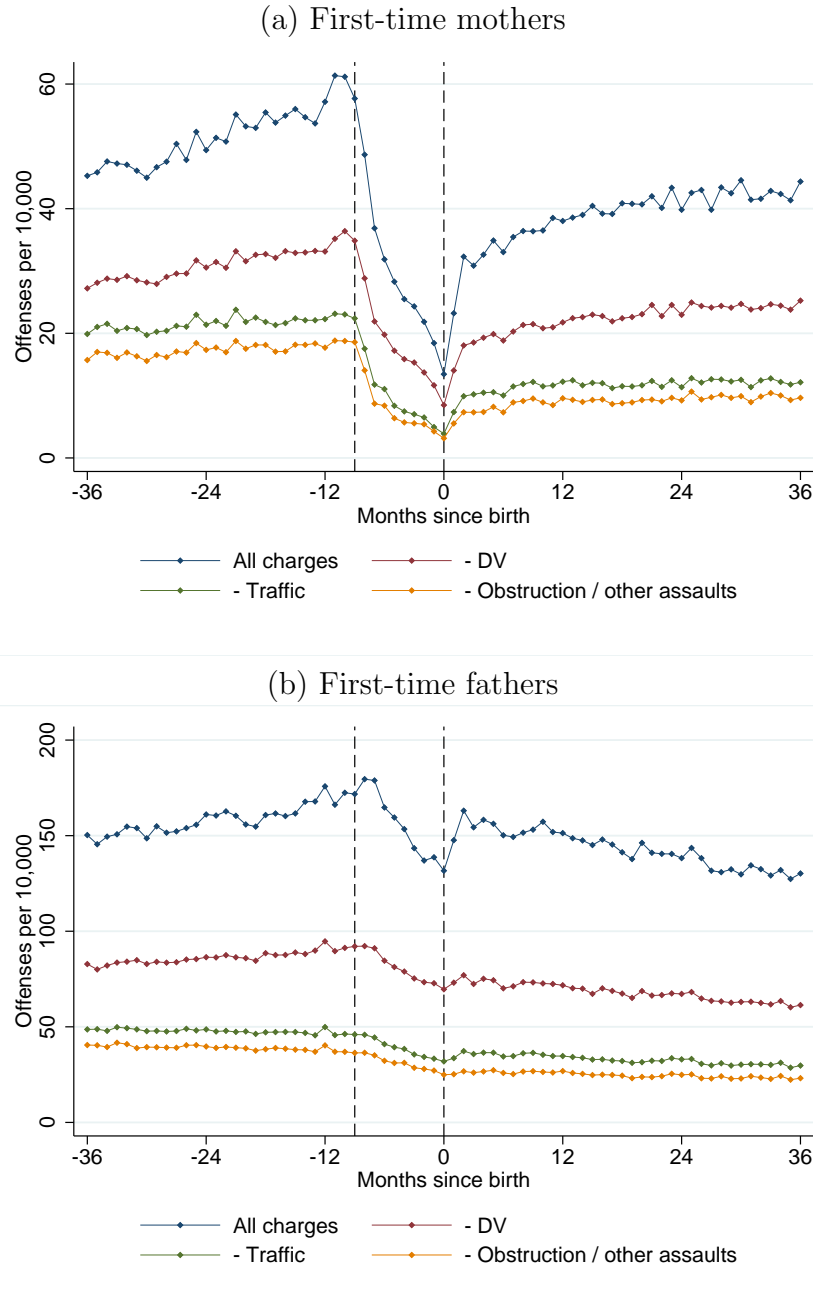 (a) First-time mothers
Offenses per 10,000
60
40
20
0
-36 -24 -12 0 12 24 36
Months since birth
All charges - DV
- Traffic - Obstruction / other assaults
(b) First-time fathers
Offenses per 10,000
200
150
100
50
0
-36 -24 -12 0 12 24 36
Months since birth
All charges - DV
- Traffic - Obstruction / other assaults